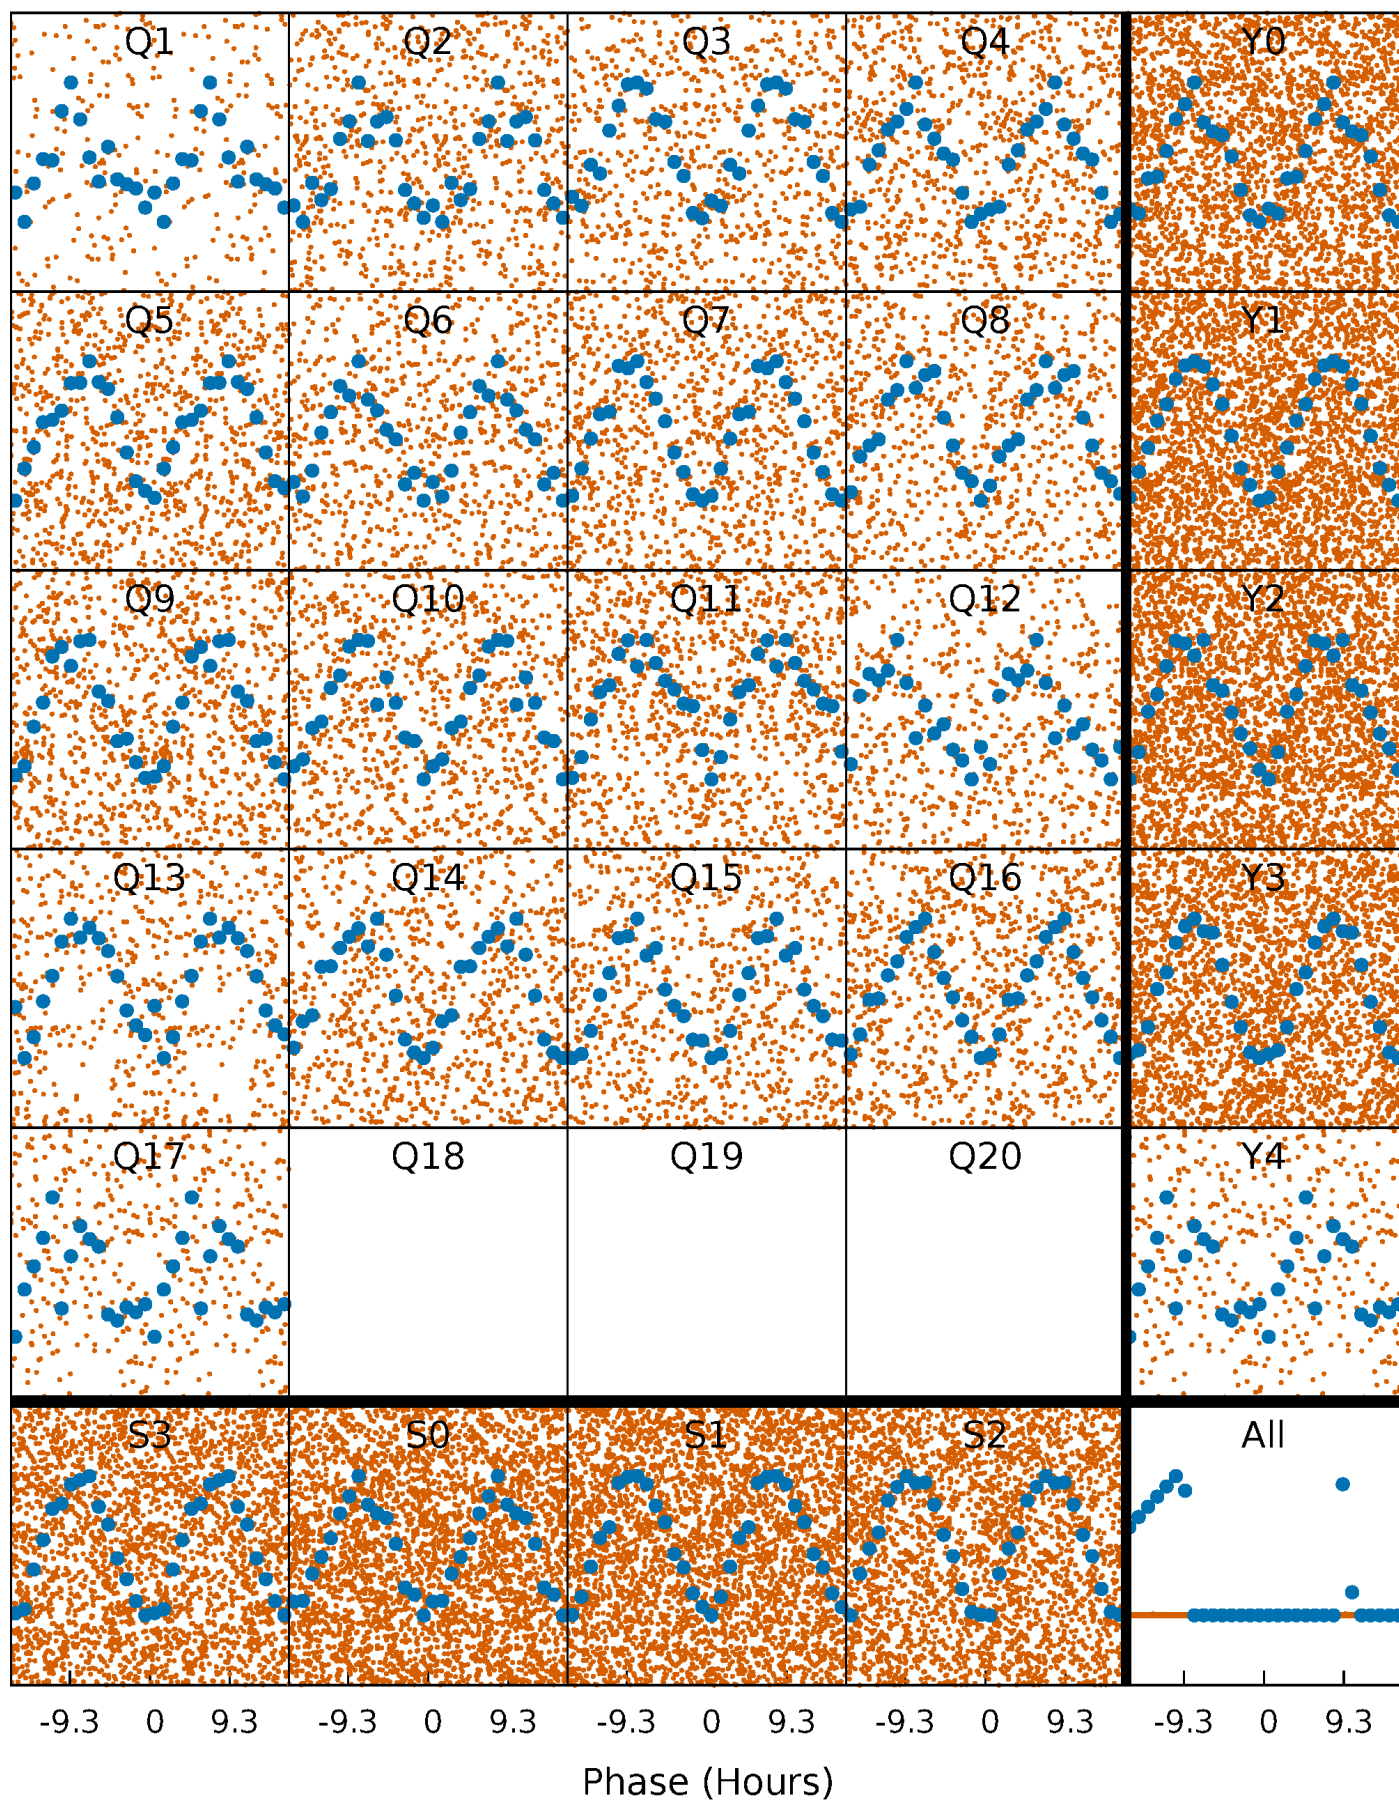 Q1 Q2 Q3 Q4 Y0
Q5 Q6 Q7 Q8 Y1
Q9 Q10 Q11 Q12 Y2
Q13 Q14 Q15 Q16 Y3
Q17 Q18 Q19 Q20 Y4
S3 S0 S1 S2 All
-9.3 0 9.3 -9.3 0 9.3 -9.3 0 9.3 -9.3 0 9.3 -9.3 0 9.3
Phase (Hours)